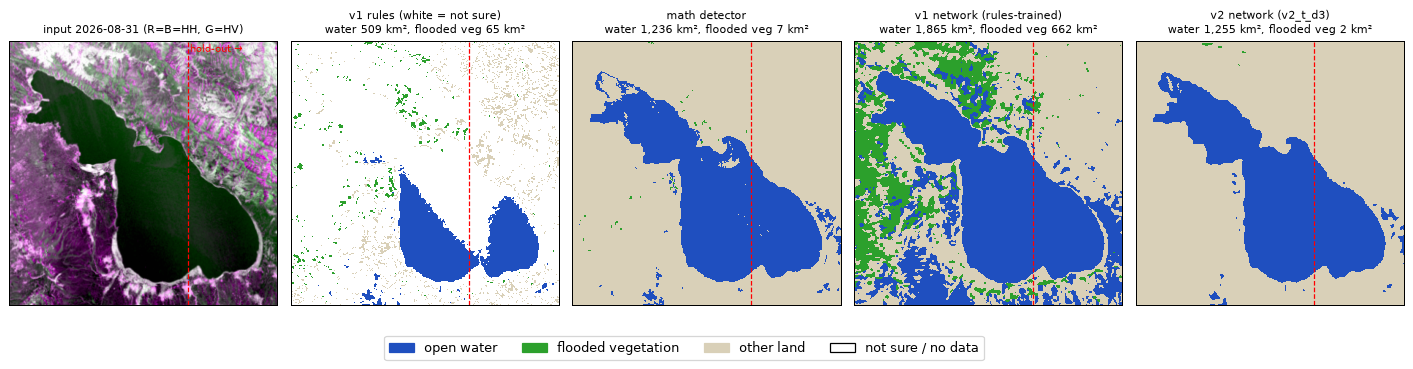 input 2026-08-31 (R=B=HH, G=HV)
hold-out →
v1 rules (white = not sure)
water 509 km², flooded veg 65 km²
math detector
water 1,236 km², flooded veg 7 km²
v1 network (rules-trained)
water 1,865 km², flooded veg 662 km²
v2 network (v2_t_d3)
water 1,255 km², flooded veg 2 km²
open water
flooded vegetation
other land
not sure / no data